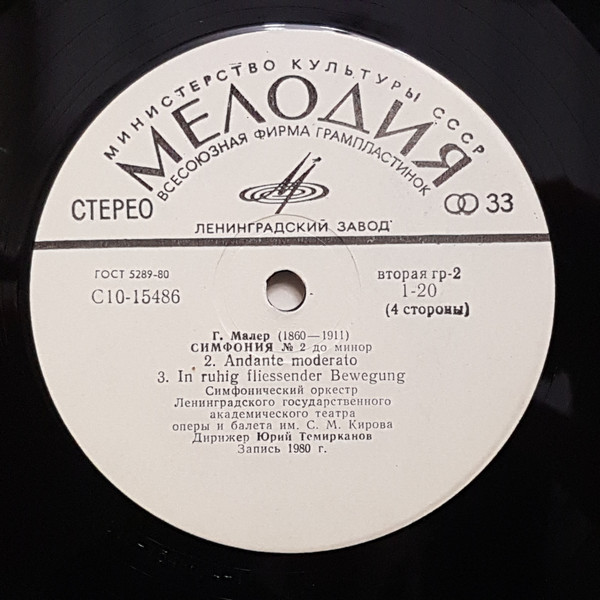 МИНИСТЕРСТВО КУЛЬТУРЫ СССР
МЕЛОДИЯ
ВСЕСОЮЗНАЯ ФИРМА ГРАМПЛАСТИНОК
СТЕРЕО
33
ЛЕНИНГРАДСКИЙ ЗАВОД
ГОСТ 5289-80
вторая гр-2
С10-15486
1-20
(4 стороны)
Г. Малер (1860—1911)
СИМФОНИЯ № 2 до минор
2. Andante moderato
3. In ruhig fliessender Bewegung
Симфонический оркестр
Ленинградского государственного
академического театра
оперы и балета им. С. М. Кирова
Дирижер Юрий Темирканов
Запись 1980 г.